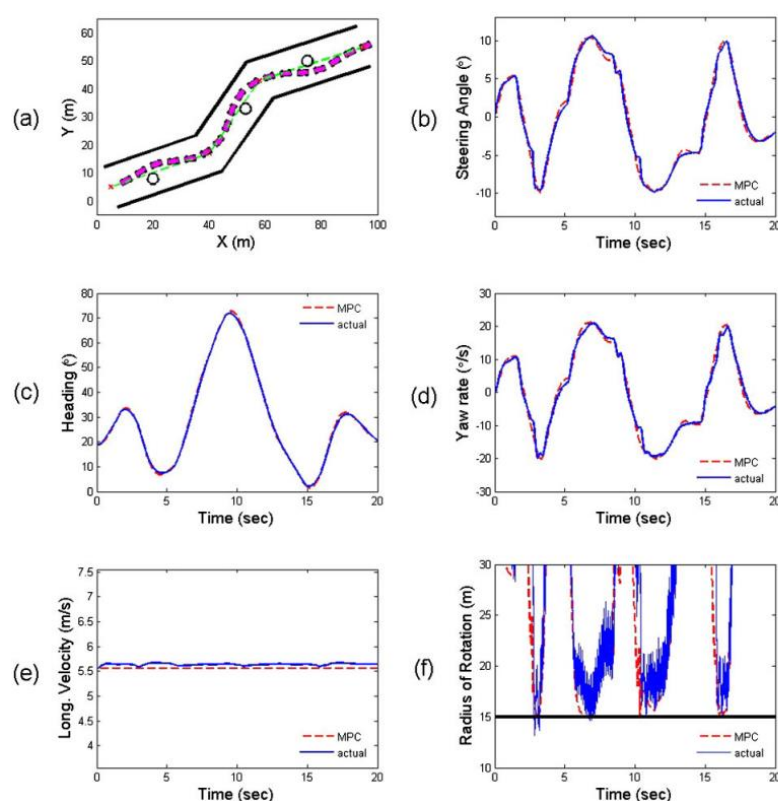 (a)
60
50
40
30
20
10
0
Y (m)
0 20 40 60 80 100
X (m)
(b)
10
5
0
-5
-10
Steering Angle (°)
MPC
actual
0 5 10 15 20
Time (sec)
(c)
80
70
60
50
40
30
20
10
0
Heading (°)
MPC
actual
0 5 10 15 20
Time (sec)
(d)
30
20
10
0
-10
-20
-30
Yaw rate (°/s)
MPC
actual
0 5 10 15 20
Time (sec)
(e)
7.5
7
6.5
6
5.5
5
4.5
4
Long. Velocity (m/s)
MPC
actual
0 5 10 15 20
Time (sec)
(f)
30
25
20
15
10
Radius of Rotation (m)
MPC
actual
0 5 10 15 20
Time (sec)